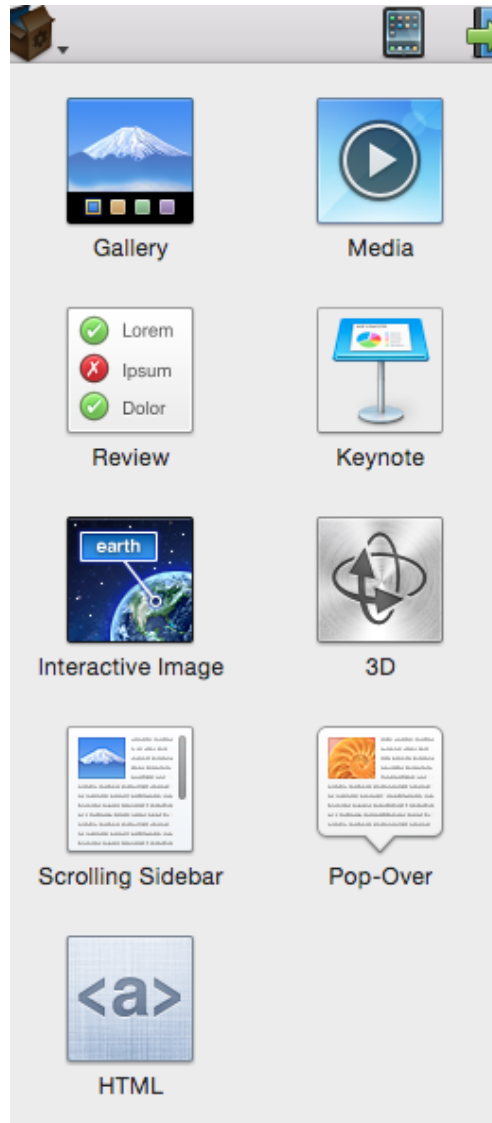 Gallery
Media
Lorem
Ipsum
Dolor
Review
Keynote
earth
Interactive Image
3D
Scrolling Sidebar
Pop-Over
<a>
HTML